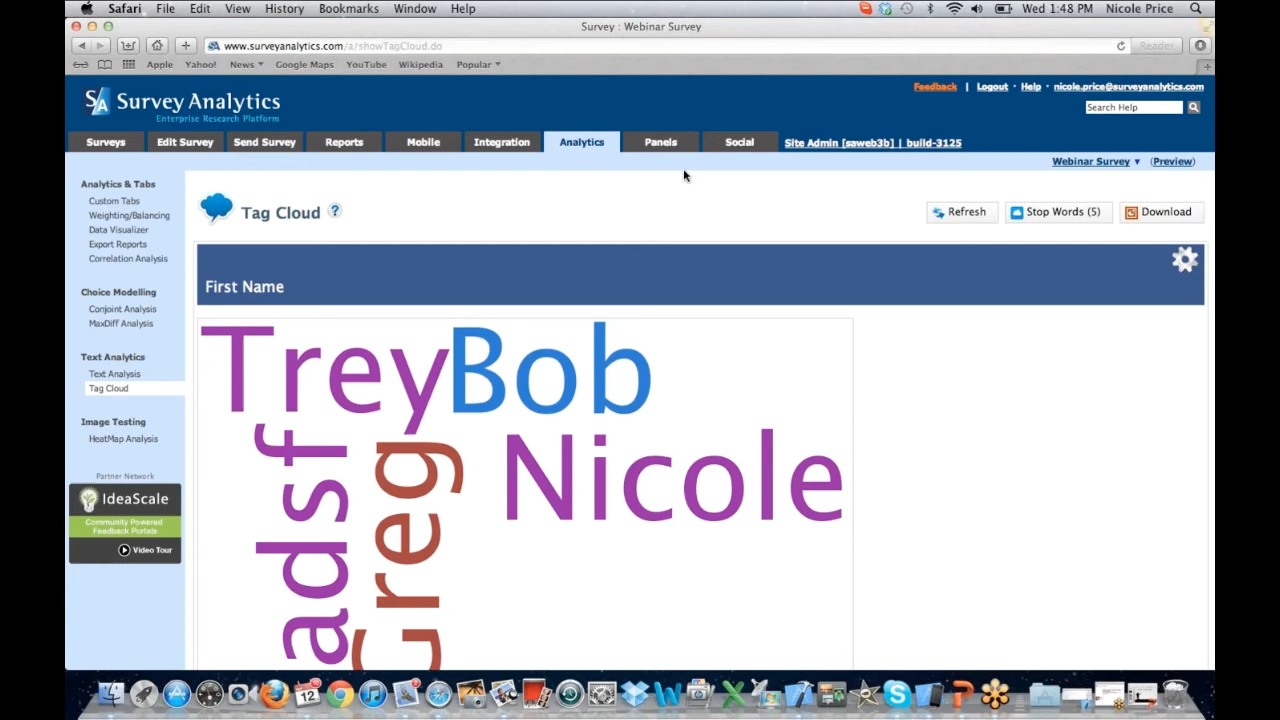 Safari File Edit View History Bookmarks Window Help Wed 1:48 PM Nicole Price
Survey : Webinar Survey
www.surveyanalytics.com/a/showTagCloud.do Reader
Apple Yahoo! News Google Maps YouTube Wikipedia Popular
SA Survey Analytics
Enterprise Research Platform
Feedback | Logout · Help · nicole.price@surveyanalytics.com
Search Help
Surveys Edit Survey Send Survey Reports Mobile Integration Analytics Panels Social Site Admin [saweb3b] | build-3125
Webinar Survey (Preview)
Analytics & Tabs
Custom Tabs
Weighting/Balancing
Data Visualizer
Export Reports
Correlation Analysis
Choice Modelling
Conjoint Analysis
MaxDiff Analysis
Text Analytics
Text Analysis
Tag Cloud
Image Testing
HeatMap Analysis
Partner Network
IdeaScale
Community Powered
Feedback Portals
Video Tour
Tag Cloud ?
Refresh Stop Words (5) Download
First Name
Trey Bob
Nicole
adsf
Greg
12